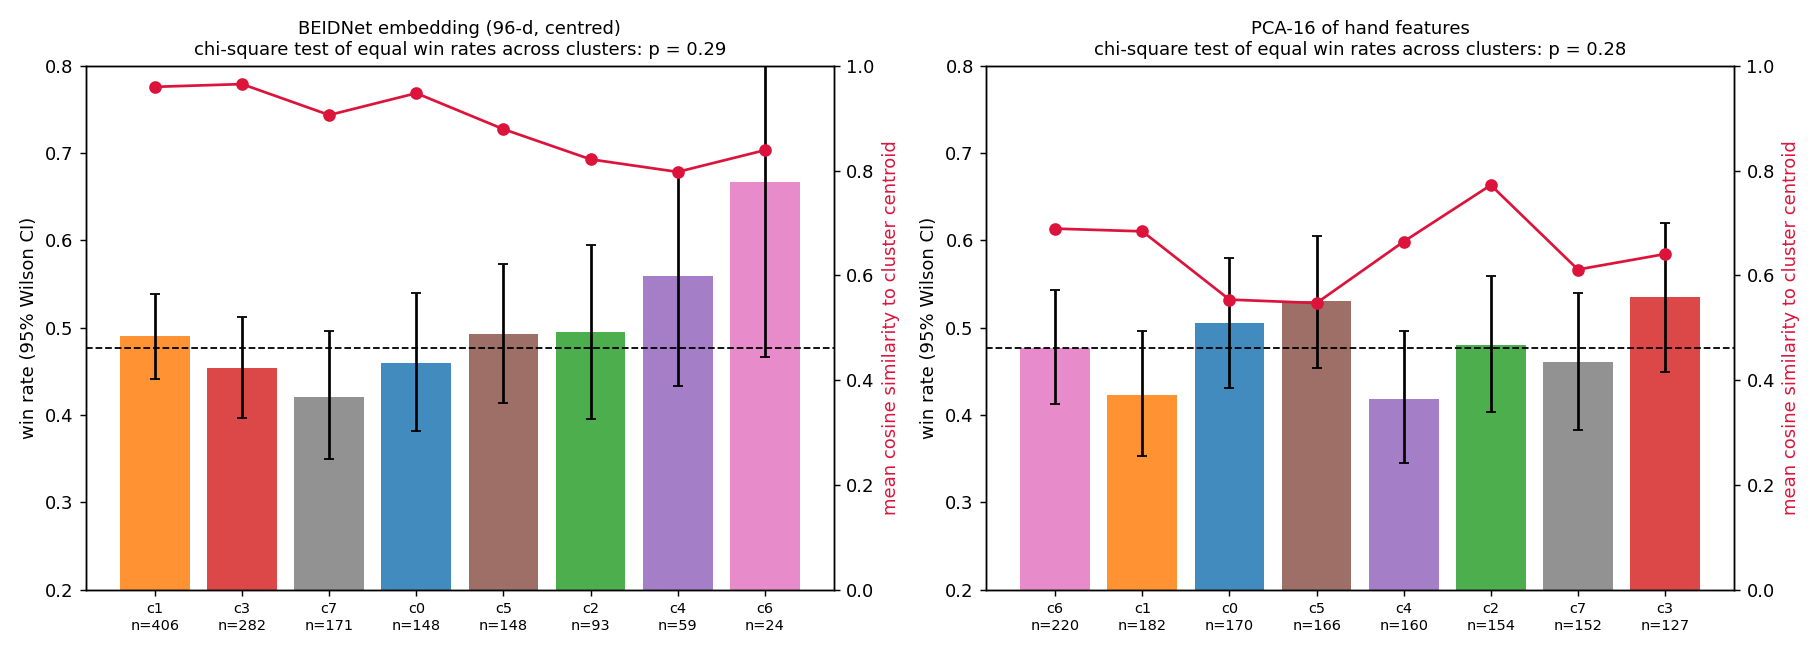 BEIDNet embedding (96-d, centred)
chi-square test of equal win rates across clusters: p = 0.29
win rate (95% Wilson CI)
0.8
0.7
0.6
0.5
0.4
0.3
0.2
1.0
0.8
0.6
0.4
0.2
0.0
mean cosine similarity to cluster centroid
c1 c3 c7 c0 c5 c2 c4 c6
n=406 n=282 n=171 n=148 n=148 n=93 n=59 n=24
PCA-16 of hand features
chi-square test of equal win rates across clusters: p = 0.28
win rate (95% Wilson CI)
0.8
0.7
0.6
0.5
0.4
0.3
0.2
1.0
0.8
0.6
0.4
0.2
0.0
mean cosine similarity to cluster centroid
c6 c1 c0 c5 c4 c2 c7 c3
n=220 n=182 n=170 n=166 n=160 n=154 n=152 n=127